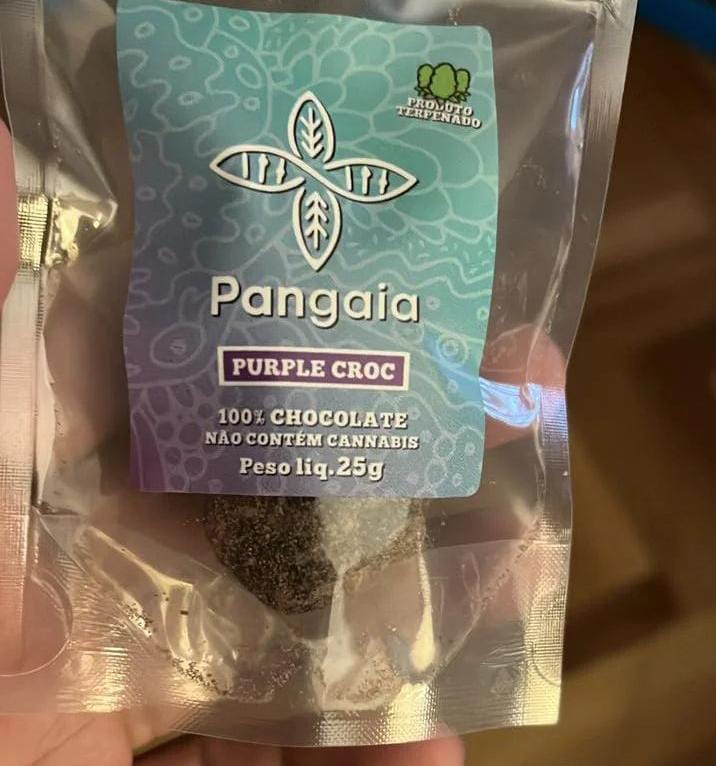 PRODUTO
TERPENADO
Pangaia
PURPLE CROC
100% CHOCOLATE
NÃO CONTÉM CANNABIS
Peso liq.25g